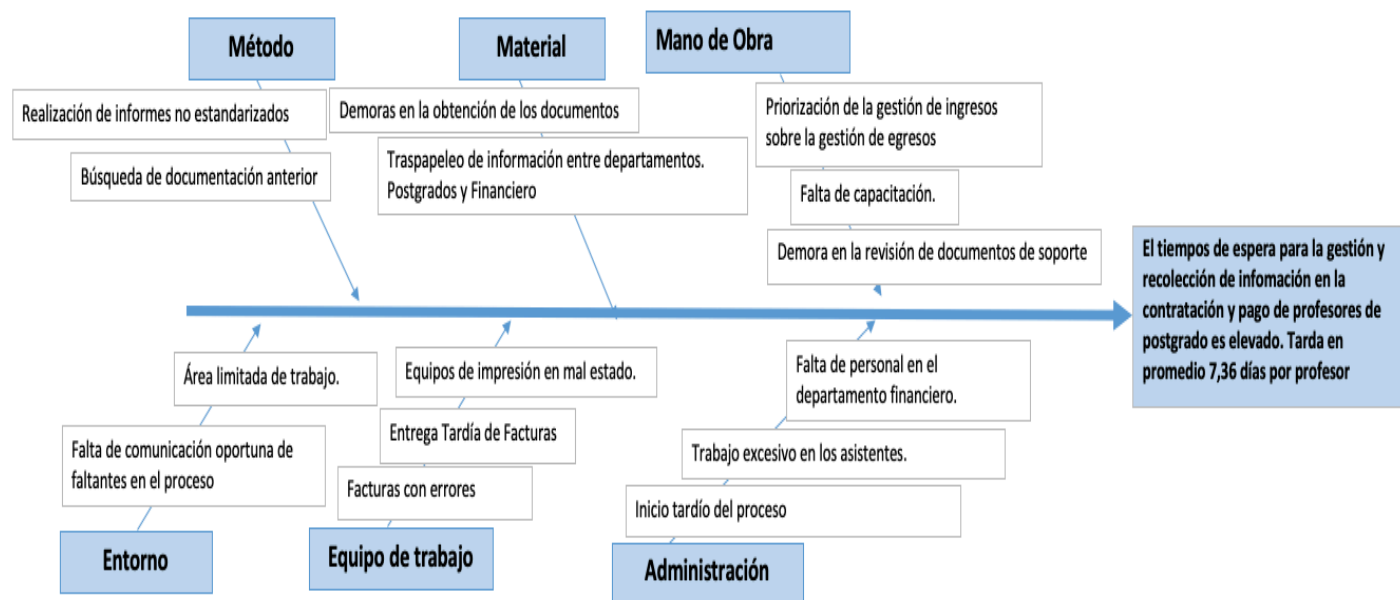 Método
Material
Mano de Obra
Realización de informes no estandarizados
Búsqueda de documentación anterior
Demoras en la obtención de los documentos
Traspapeleo de información entre departamentos.
Postgrados y Financiero
Priorización de la gestión de ingresos
sobre la gestión de egresos
Falta de capacitación.
Demora en la revisión de documentos de soporte
El tiempos de espera para la gestión y
recolección de infomación en la
contratación y pago de profesores de
postgrado es elevado. Tarda en
promedio 7,36 días por profesor
Área limitada de trabajo.
Falta de comunicación oportuna de
faltantes en el proceso
Entorno
Equipos de impresión en mal estado.
Entrega Tardía de Facturas
Facturas con errores
Equipo de trabajo
Falta de personal en el
departamento financiero.
Trabajo excesivo en los asistentes.
Inicio tardío del proceso
Administración